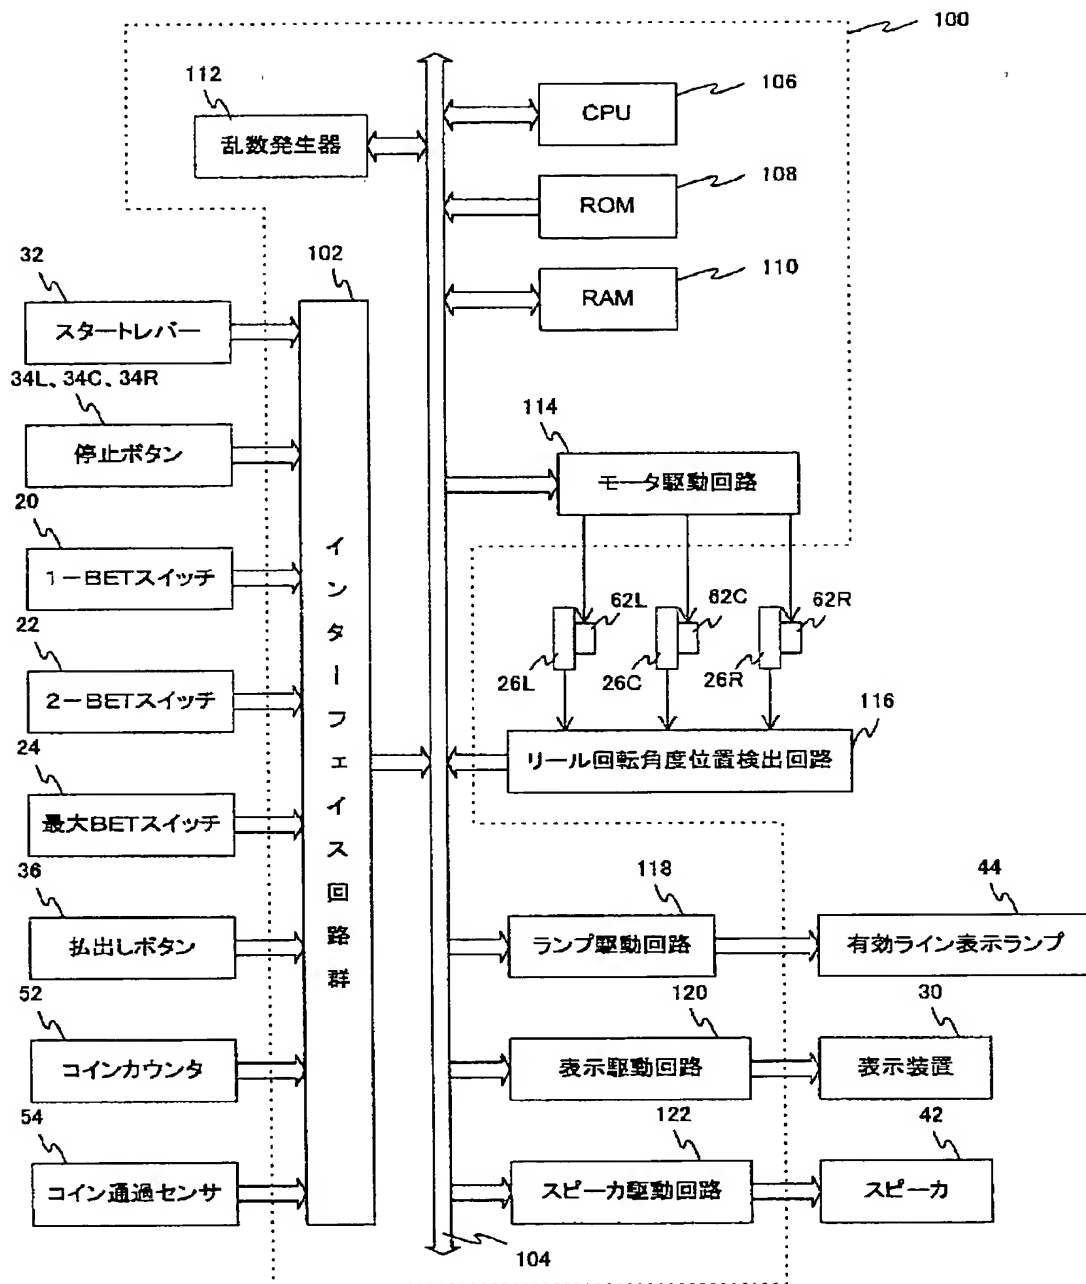 100
112
乱数発生器
106
CPU
108
ROM
110
RAM
32
スタートレバー
102
インターフェイス回路群
34L、34C、34R
停止ボタン
114
モータ駆動回路
20
1-BETスイッチ
62L
62C
62R
26L
26C
26R
22
2-BETスイッチ
116
リール回転角度位置検出回路
24
最大BETスイッチ
36
払出しボタン
118
ランプ駆動回路
44
有効ライン表示ランプ
52
コインカウンタ
120
表示駆動回路
30
表示装置
54
コイン通過センサ
122
スピーカ駆動回路
42
スピーカ
104